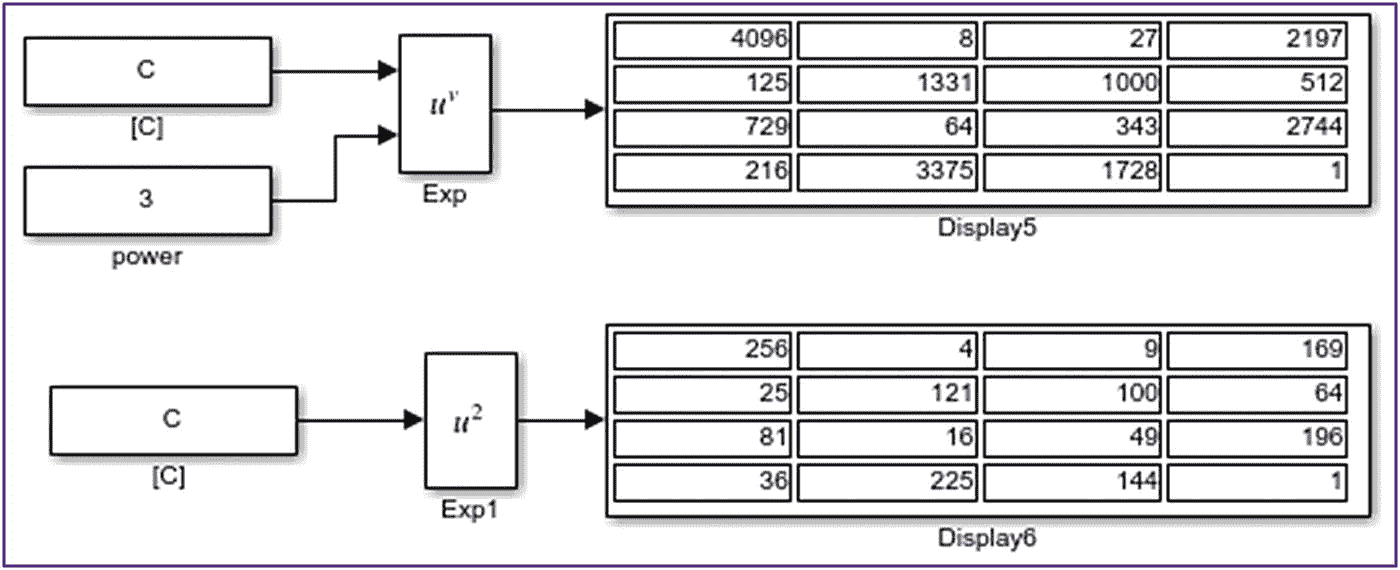 C
[C]
3
power
u^v
Exp
4096 8 27 2197
125 1331 1000 512
729 64 343 2744
216 3375 1728 1
Display5
C
[C]
u^2
Exp1
256 4 9 169
25 121 100 64
81 16 49 196
36 225 144 1
Display6